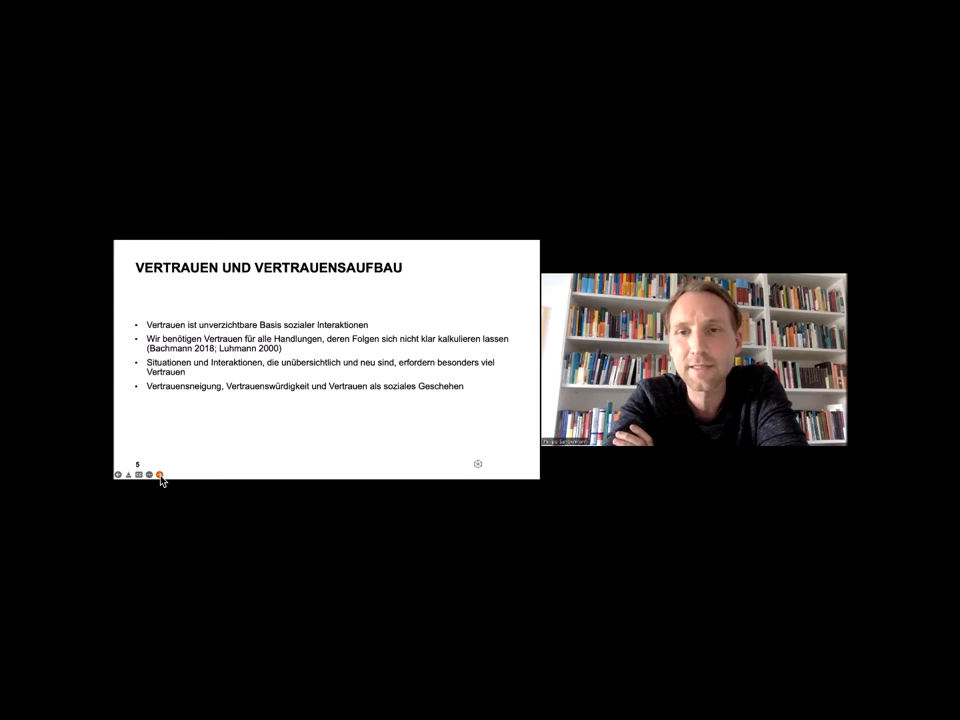 VERTRAUEN UND VERTRAUENSAUFBAU
• Vertrauen ist unverzichtbare Basis sozialer Interaktionen
• Wir benötigen Vertrauen für alle Handlungen, deren Folgen sich nicht klar kalkulieren lassen
(Bachmann 2018; Luhmann 2000)
• Situationen und Interaktionen, die unübersichtlich und neu sind, erfordern besonders viel
Vertrauen
• Vertrauensneigung, Vertrauenswürdigkeit und Vertrauen als soziales Geschehen
5